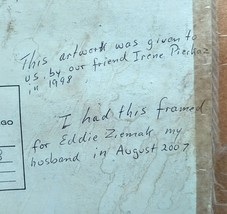 This artwork was given to
us, by our friend Irene Piechaz
in 1998
GO
I had this framed
for Eddie Ziemak my
husband in August 2007